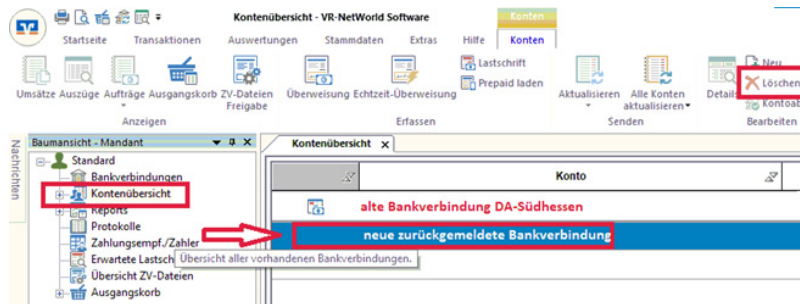 Kontenübersicht - VR-NetWorld Software
Konten
Startseite Transaktionen Auswertungen Stammdaten Extras Hilfe Konten
Umsätze Auszüge Aufträge Ausgangskorb ZV-Dateien Freigabe
Anzeigen
Überweisung Echtzeit-Überweisung
Lastschrift
Prepaid laden
Erfassen
Aktualisieren Alle Konten aktualisieren
Senden
Details
Neu
Löschen
Bearbeiten
Nachrichten
Baumansicht - Mandant
Standard
Bankverbindungen
Kontenübersicht
Reports
Protokolle
Zahlungsempf./Zahler
Erwartete Lastsch
Übersicht ZV-Dateien
Ausgangskorb
Übersicht aller vorhandenen Bankverbindungen.
Kontenübersicht x
Konto
alte Bankverbindung DA-Südhessen
neue zurückgemeldete Bankverbindung